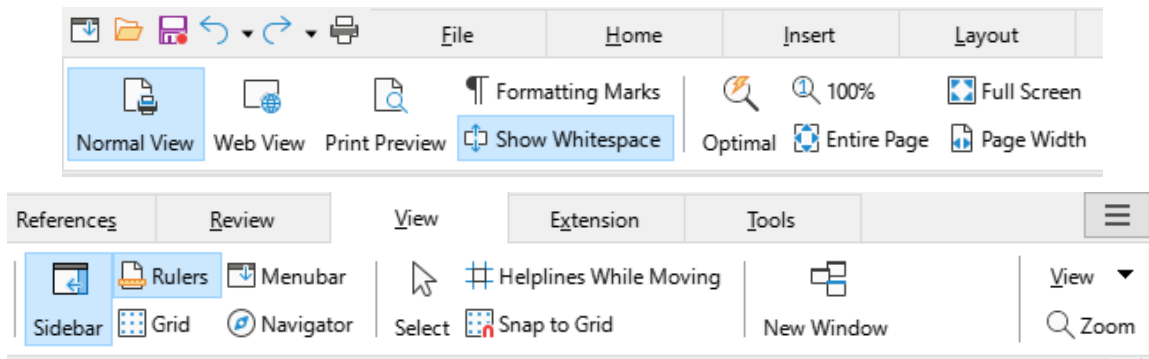 File Home Insert Layout
Formatting Marks 100% Full Screen
Normal View Web View Print Preview Show Whitespace Optimal Entire Page Page Width
References Review View Extension Tools
Rulers Menubar Helplines While Moving View
Sidebar Grid Navigator Select Snap to Grid New Window Zoom